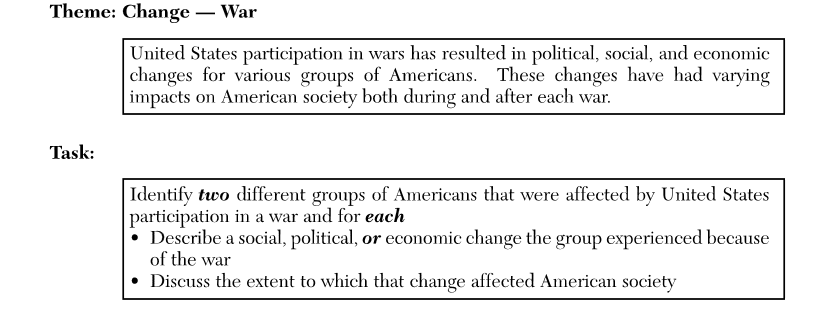 Theme: Change — War
United States participation in wars has resulted in political, social, and economic
changes for various groups of Americans. These changes have had varying
impacts on American society both during and after each war.
Task:
Identify two different groups of Americans that were affected by United States
participation in a war and for each
• Describe a social, political, or economic change the group experienced because
of the war
• Discuss the extent to which that change affected American society